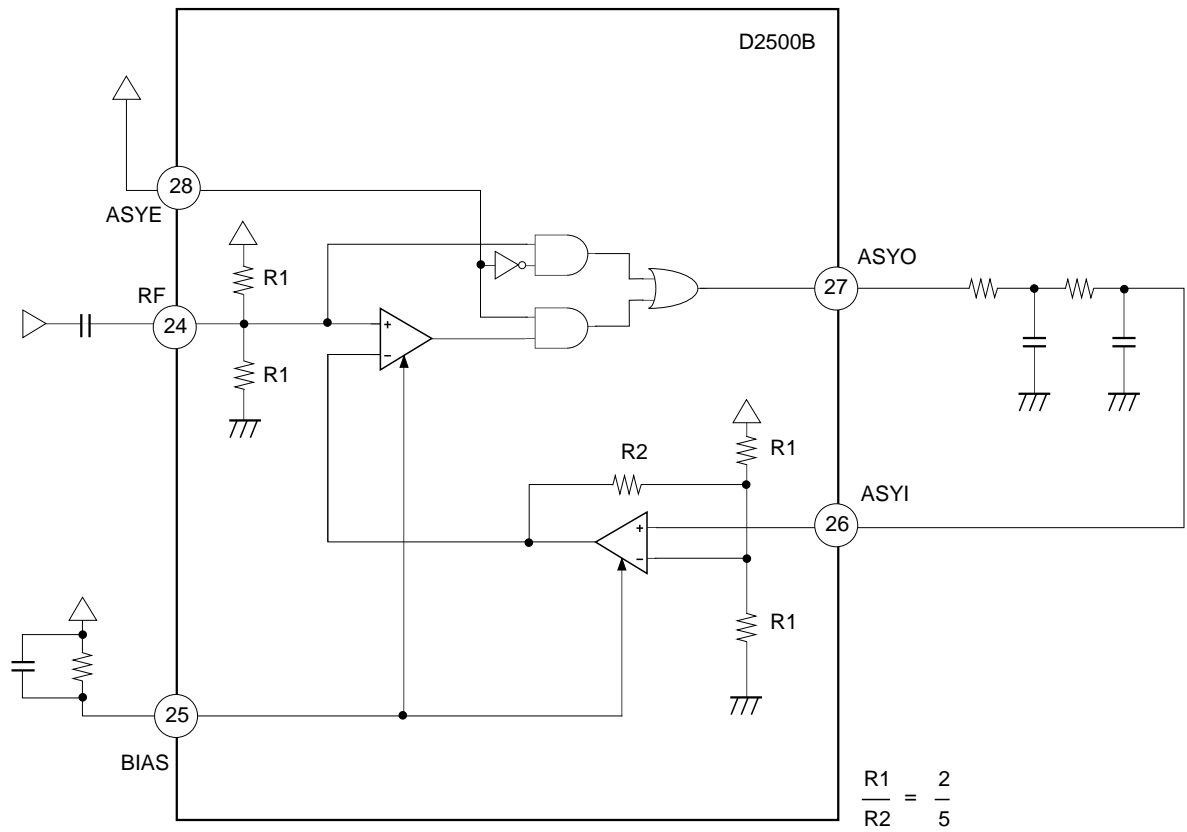 D2500B
28
ASYE
R1
RF
24
R1
+
−
ASYO
27
R2
R1
ASYI
26
+
−
R1
25
BIAS
R1
R2
=
2
5